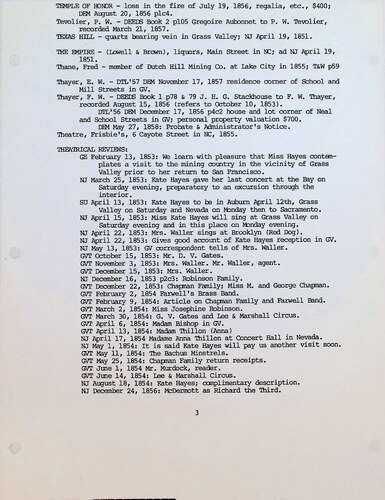 TEMPLE OF HONOR - loss in the fire of July 19, 1856, regalia, etc., $400;
DEM August 20, 1856 p1c4.
Tevolier, P. W. - DEEDS Book 2 p105 Gregoire Aubonnet to P. W. Tevolier,
recorded March 21, 1857.
TEXAS HILL - quartz bearing vein in Grass Valley; NJ April 19, 1851.
THE EMPIRE - (Lowell & Brown), liquors, Main Street in NC; ad NJ April 19,
1851.
Thane, Fred - member of Dutch Hill Mining Co. at Lake City in 1855; T&W p59
Thayer, E. W. - DTL'57 DEM November 17, 1857 residence corner of School and
Mill Streets in GV.
Thayer, F. W. - DEEDS Book 1 p78 & 79 J. H. G. Stackhouse to F. W. Thayer,
recorded August 15, 1856 (refers to October 10, 1853).
DTL'56 DEM December 17, 1856 p4c2 house and lot corner of Neal
and School Streets in GV; personal property valuation $700.
DEM May 27, 1858: Probate & Administrator's Notice.
Theatre, Frisbie's, 6 Cayote Street in NC, 1855.
THEATRICAL REVIEWS:
GE February 13, 1853: We learn with pleasure that Miss Hayes contem-
plates a visit to the mining country in the vicinity of Grass
Valley prior to her return to San Francisco.
NJ March 25, 1853: Kate Hayes gave her last concert at the Bay on
Saturday evening, preparatory to an excursion through the
interior.
SU April 13, 1853: Kate Hayes to be in Auburn April 12th, Grass
Valley on Saturday and Nevada on Monday then to Sacramento.
NJ April 15, 1853: Miss Kate Hayes will sing at Grass Valley on
Saturday evening and in this place on Monday evening.
NJ April 22, 1853: Mrs. Waller sings at Brooklyn (Red Dog).
NJ April 22, 1853: Gives good account of Kate Hayes reception in GV.
NJ May 13, 1853: GV correspondent tells of Mrs. Waller.
GVT October 15, 1853: Mr. D. V. Gates.
GVT November 3, 1853: Mrs. Waller. Mr. Waller, agent.
GVT December 15, 1853: Mrs. Waller.
NJ December 16, 1853 p2c3: Robinson Family.
GVT December 22, 1853: Chapman Family; Miss M. and George Chapman.
GVT February 2, 1854 Farwell's Brass Band.
GVT February 9, 1854: Article on Chapman Family and Farwell Band.
GVT March 2, 1854: Miss Josephine Robinson.
GVT March 30, 1854: G. V. Gates and Lee & Marshall Circus.
GVT April 6, 1854: Madam Bishop in GV.
GVT April 13, 1854: Madam Thillon (Anna)
NJ April 17, 1854 Madame Anna Thillon at Concert Hall in Nevada.
NJ May 1, 1854: It is said Kate Hayes will pay us another visit soon.
GVT May 11, 1854: The Bachus Minstrels.
GVT May 25, 1854: Chapman Family return receipts.
GVT June 1, 1854 Mr. Murdock, reader.
GVT June 14, 1854: Lee & Marshall Circus.
NJ August 18, 1854: Kate Hayes; complimentary description.
NJ December 24, 1856: McDermott as Richard the Third.
3